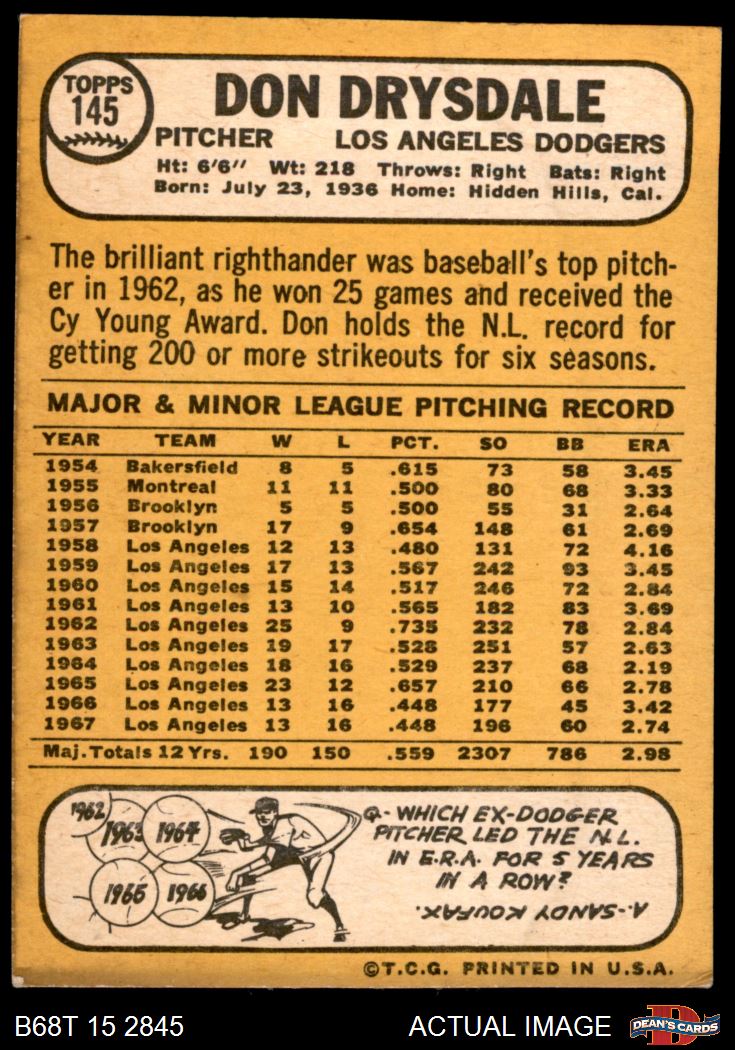 TOPPS
145
DON DRYSDALE
PITCHER LOS ANGELES DODGERS
Ht: 6'6" Wt: 218 Throws: Right Bats: Right
Born: July 23, 1936 Home: Hidden Hills, Cal.
The brilliant righthander was baseball's top pitch-
er in 1962, as he won 25 games and received the
Cy Young Award. Don holds the N.L. record for
getting 200 or more strikeouts for six seasons.
MAJOR & MINOR LEAGUE PITCHING RECORD
YEAR TEAM W L PCT. SO BB ERA
1954 Bakersfield 8 5 .615 73 58 3.45
1955 Montreal 11 11 .500 80 68 3.33
1956 Brooklyn 5 5 .500 55 31 2.64
1957 Brooklyn 17 9 .654 148 61 2.69
1958 Los Angeles 12 13 .480 131 72 4.16
1959 Los Angeles 17 13 .567 242 93 3.45
1960 Los Angeles 15 14 .517 246 72 2.84
1961 Los Angeles 13 10 .565 182 83 3.69
1962 Los Angeles 25 9 .735 232 78 2.84
1963 Los Angeles 19 17 .528 251 57 2.63
1964 Los Angeles 18 16 .529 237 68 2.19
1965 Los Angeles 23 12 .657 210 66 2.78
1966 Los Angeles 13 16 .448 177 45 3.42
1967 Los Angeles 13 16 .448 196 60 2.74
Maj. Totals 12 Yrs. 190 150 .559 2307 786 2.98
1962
1963
1964
1965
1966
Q- WHICH EX-DODGER
PITCHER LED THE N.L.
IN E.R.A. FOR 5 YEARS
IN A ROW?
A-SANDY KOUFAX.
©T.C.G. PRINTED IN U.S.A.
B68T 15 2845
ACTUAL IMAGE
D
DEAN'S CARDS